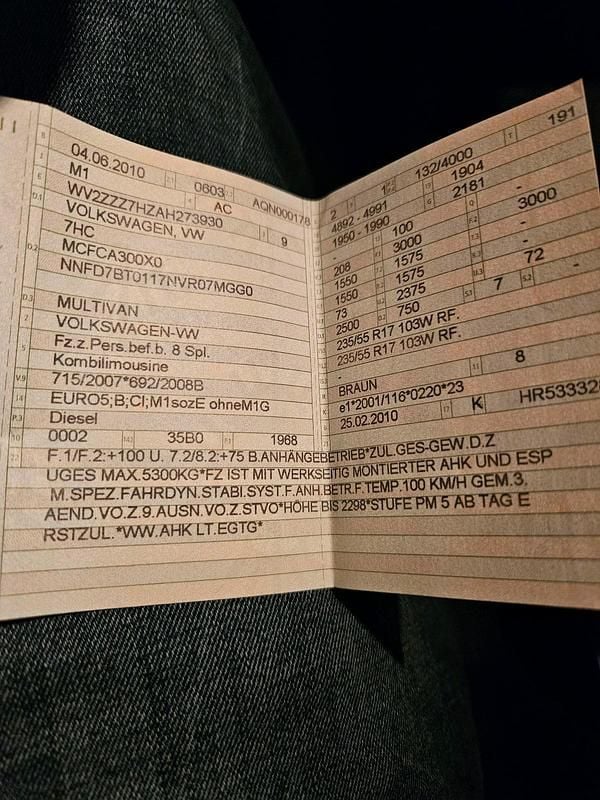 04.06.2010 0603 AQN000178
M1 AC
WV2ZZZ7HZAH273930 9
VOLKSWAGEN, VW
7HC
MCFCA300X0
NNFD7BT0117NVR07MGG0
MULTIVAN
VOLKSWAGEN-VW
Fz.z.Pers.bef.b. 8 Spl.
Kombilimousine
715/2007*692/2008B
EURO5;B;CI;M1sozE ohneM1G
Diesel
0002 35B0 1968
2 1 132/4000 191
4892 - 4991 1904
1950 - 1990 2181 -
- 100 - 3000
208 3000 -
1550 1575 -
1550 1575 72
73 2375 7 -
2500 750
235/55 R17 103W RF.
235/55 R17 103W RF.
-
BRAUN 8
e1*2001/116*0220*23
25.02.2010 K HR533328
F.1/F.2:+100 U. 7.2/8.2:+75 B.ANHÄNGEBETRIEB*ZUL.GES-GEW.D.Z
UGES MAX.5300KG*FZ IST MIT WERKSEITIG MONTIERTER AHK UND ESP
M.SPEZ.FAHRDYN.STABI.SYST.F.ANH.BETR.F.TEMP.100 KM/H GEM.3.
AEND.VO.Z.9.AUSN.VO.Z.STVO*HÖHE BIS 2298*STUFE PM 5 AB TAG E
RSTZUL.*WW.AHK LT.EGTG*